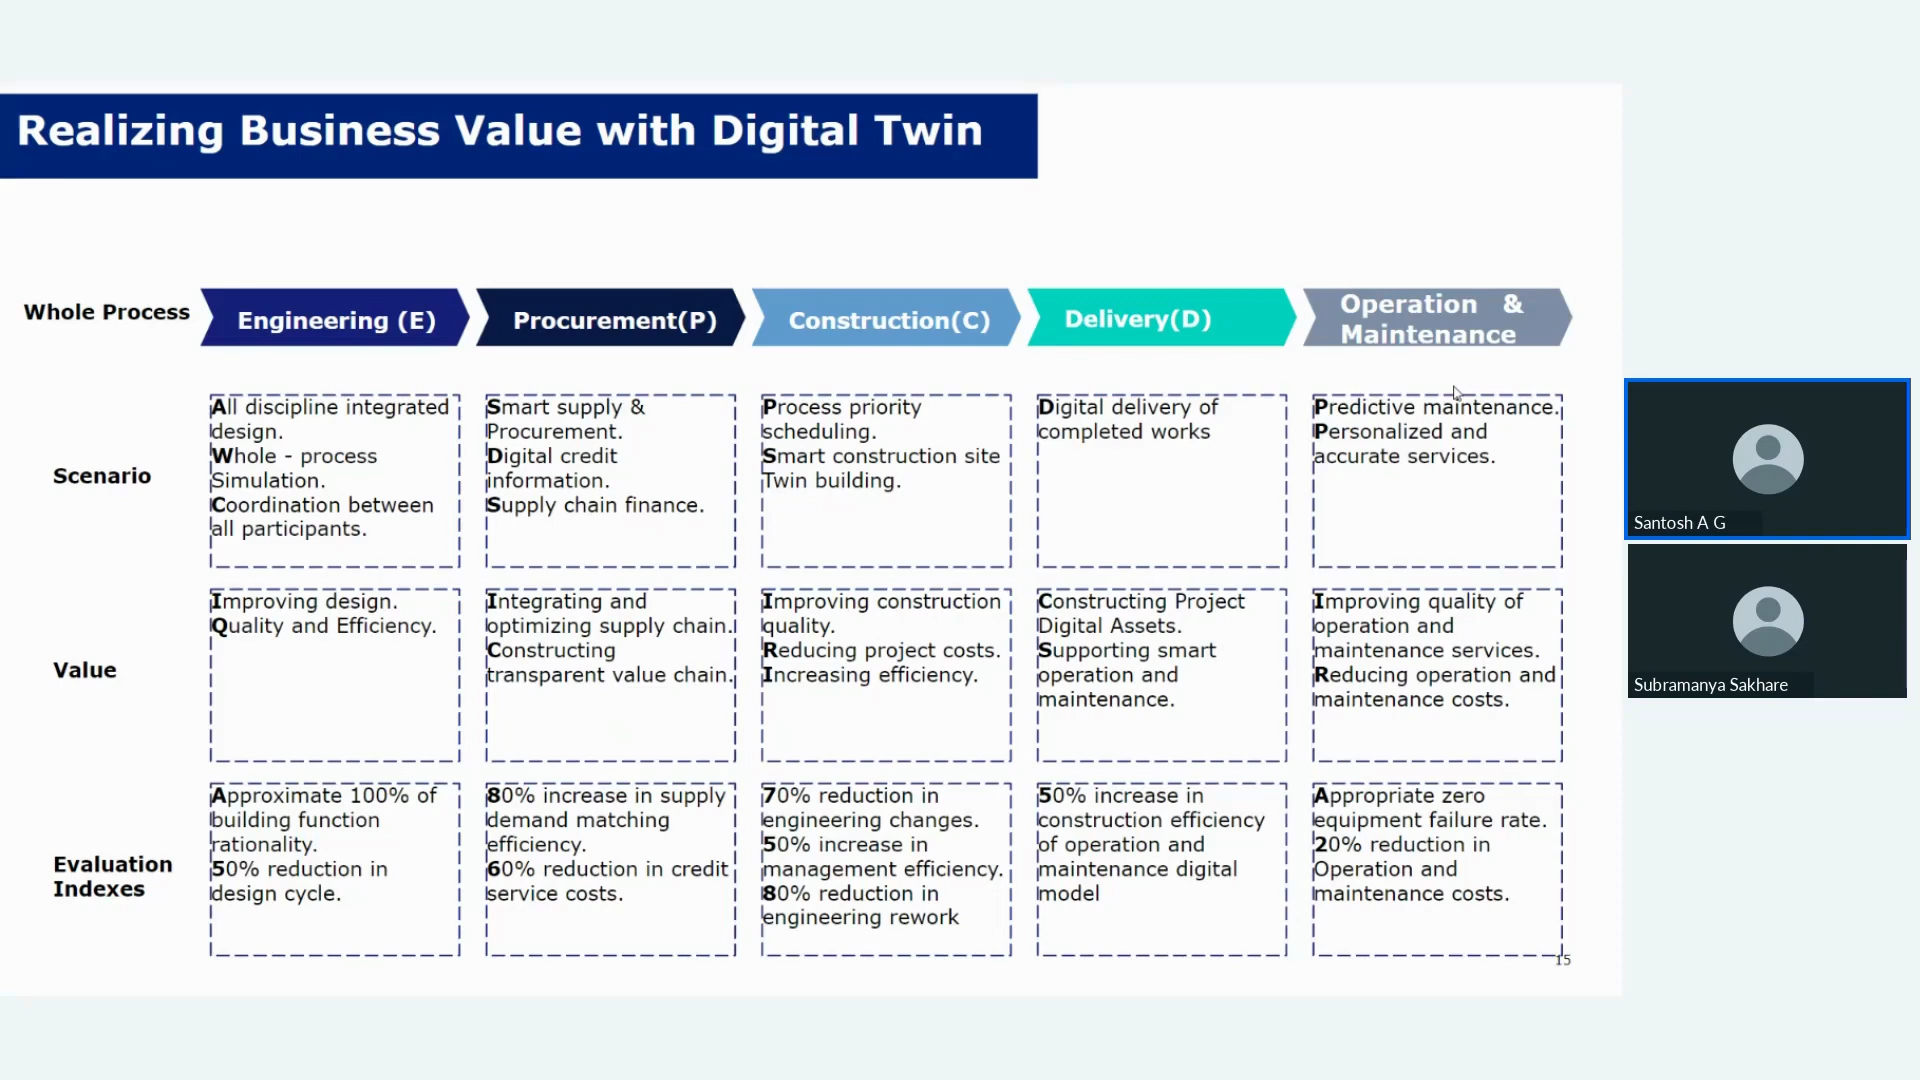 Realizing Business Value with Digital Twin
Whole Process
Engineering (E)
Procurement(P)
Construction(C)
Delivery(D)
Operation &
Maintenance
Scenario
All discipline integrated
design.
Whole - process
Simulation.
Coordination between
all participants.
Smart supply &
Procurement.
Digital credit
information.
Supply chain finance.
Process priority
scheduling.
Smart construction site
Twin building.
Digital delivery of
completed works
Predictive maintenance.
Personalized and
accurate services.
Value
Improving design.
Quality and Efficiency.
Integrating and
optimizing supply chain.
Constructing
transparent value chain.
Improving construction
quality.
Reducing project costs.
Increasing efficiency.
Constructing Project
Digital Assets.
Supporting smart
operation and
maintenance.
Improving quality of
operation and
maintenance services.
Reducing operation and
maintenance costs.
Evaluation
Indexes
Approximate 100% of
building function
rationality.
50% reduction in
design cycle.
80% increase in supply
demand matching
efficiency.
60% reduction in credit
service costs.
70% reduction in
engineering changes.
50% increase in
management efficiency.
80% reduction in
engineering rework
50% increase in
construction efficiency
of operation and
maintenance digital
model
Appropriate zero
equipment failure rate.
20% reduction in
Operation and
maintenance costs.
15
Santosh A G
Subramanya Sakhare